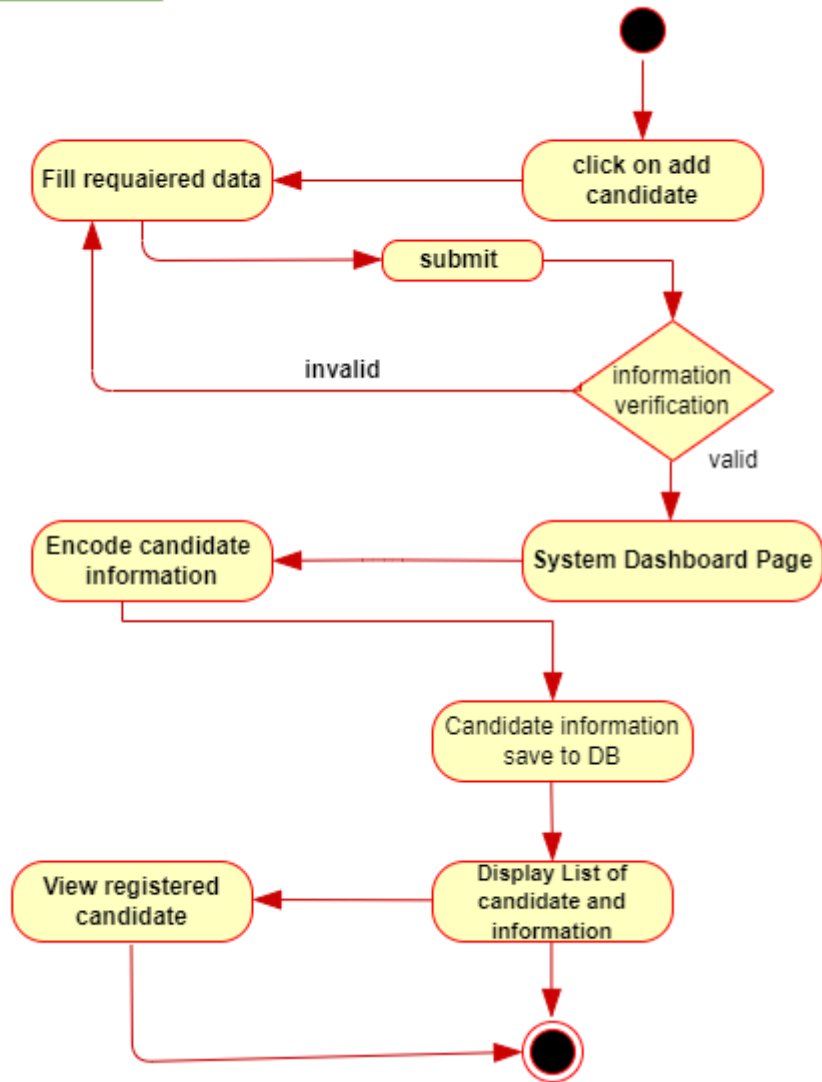 click on add
candidate
Fill requaiered data
submit
information
verification
invalid
valid
System Dashboard Page
Encode candidate
information
Candidate information
save to DB
Display List of
candidate and
information
View registered
candidate